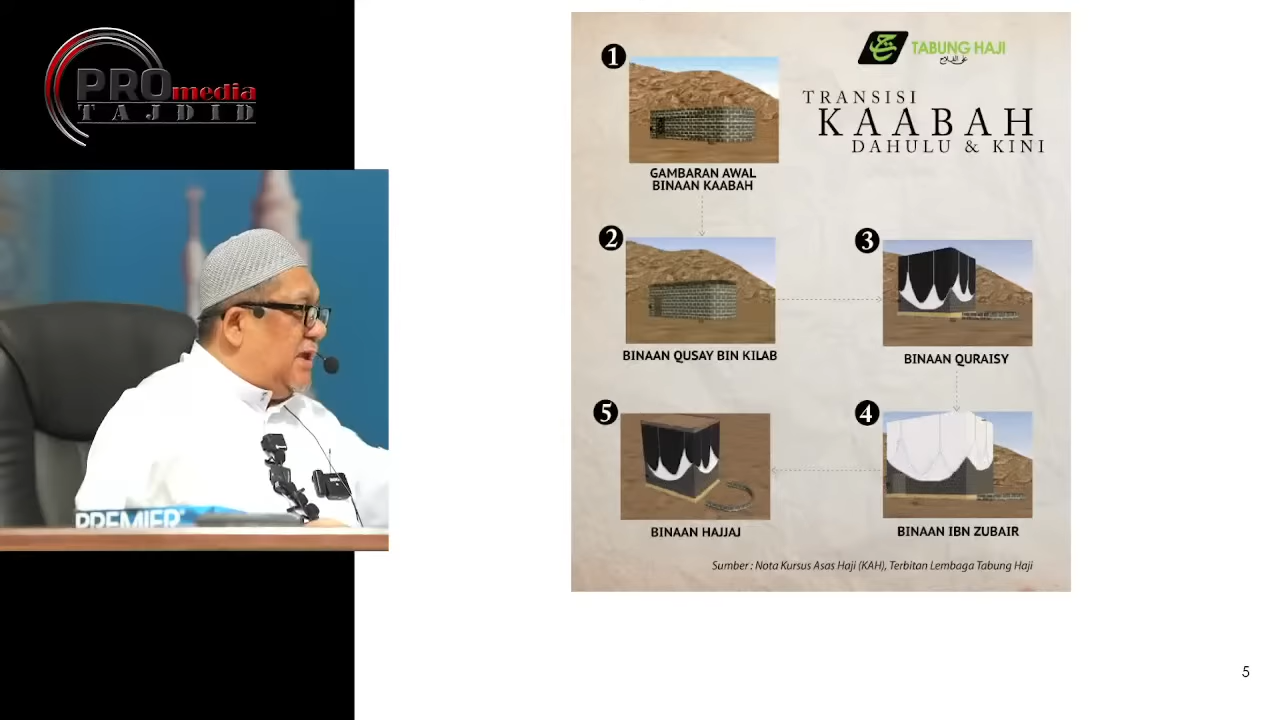 PROmedia
TAJDID
PREMIER
TABUNG HAJI
TRANSISI
KAABAH
DAHULU & KINI
1
GAMBARAN AWAL
BINAAN KAABAH
2
BINAAN QUSAY BIN KILAB
3
BINAAN QURAISY
5
BINAAN HAJJAJ
4
BINAAN IBN ZUBAIR
Sumber : Nota Kursus Asas Haji (KAH), Terbitan Lembaga Tabung Haji
5